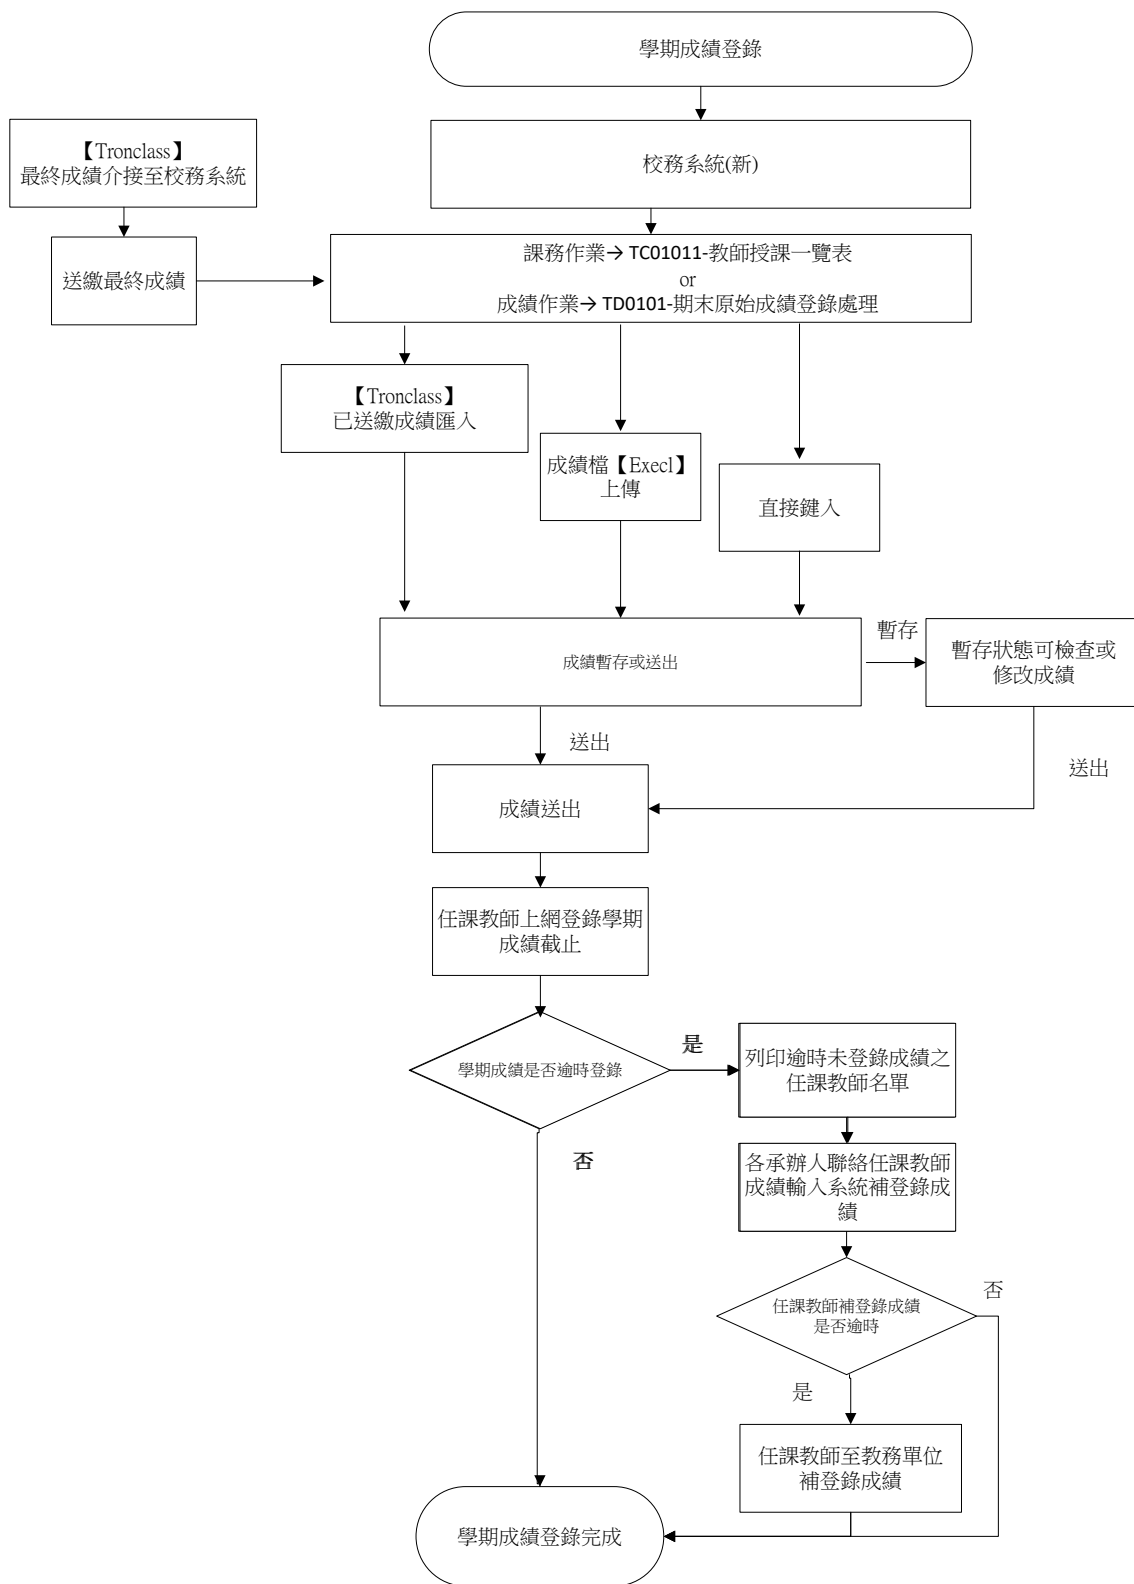 學期成績登錄
【Tronclass】
最終成績介接至校務系統
校務系統(新)
送繳最終成績
課務作業→ TC01011-教師授課一覽表
or
成績作業→ TD0101-期末原始成績登錄處理
【Tronclass】
已送繳成績匯入
成績檔【Execl】
上傳
直接鍵入
成績暫存或送出
暫存
暫存狀態可檢查或
修改成績
送出
送出
成績送出
任課教師上網登錄學期
成績截止
學期成績是否逾時登錄
是
列印逾時未登錄成績之
任課教師名單
否
各承辦人聯絡任課教師
成績輸入系統補登錄成
績
任課教師補登錄成績
是否逾時
否
是
任課教師至教務單位
補登錄成績
學期成績登錄完成